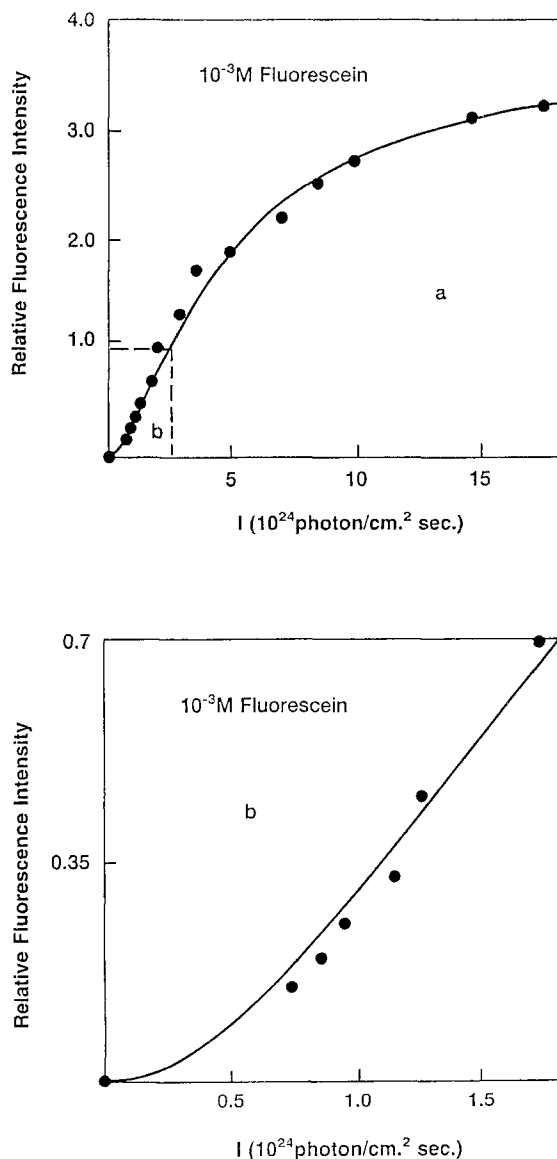 4.0
10⁻³M Fluorescein
3.0
Relative Fluorescence Intensity
2.0
a
1.0
b
5 10 15
I (10²⁴photon/cm.² sec.)
0.7
10⁻³M Fluorescein
b
Relative Fluorescence Intensity
0.35
0.5 1.0 1.5
I (10²⁴photon/cm.² sec.)